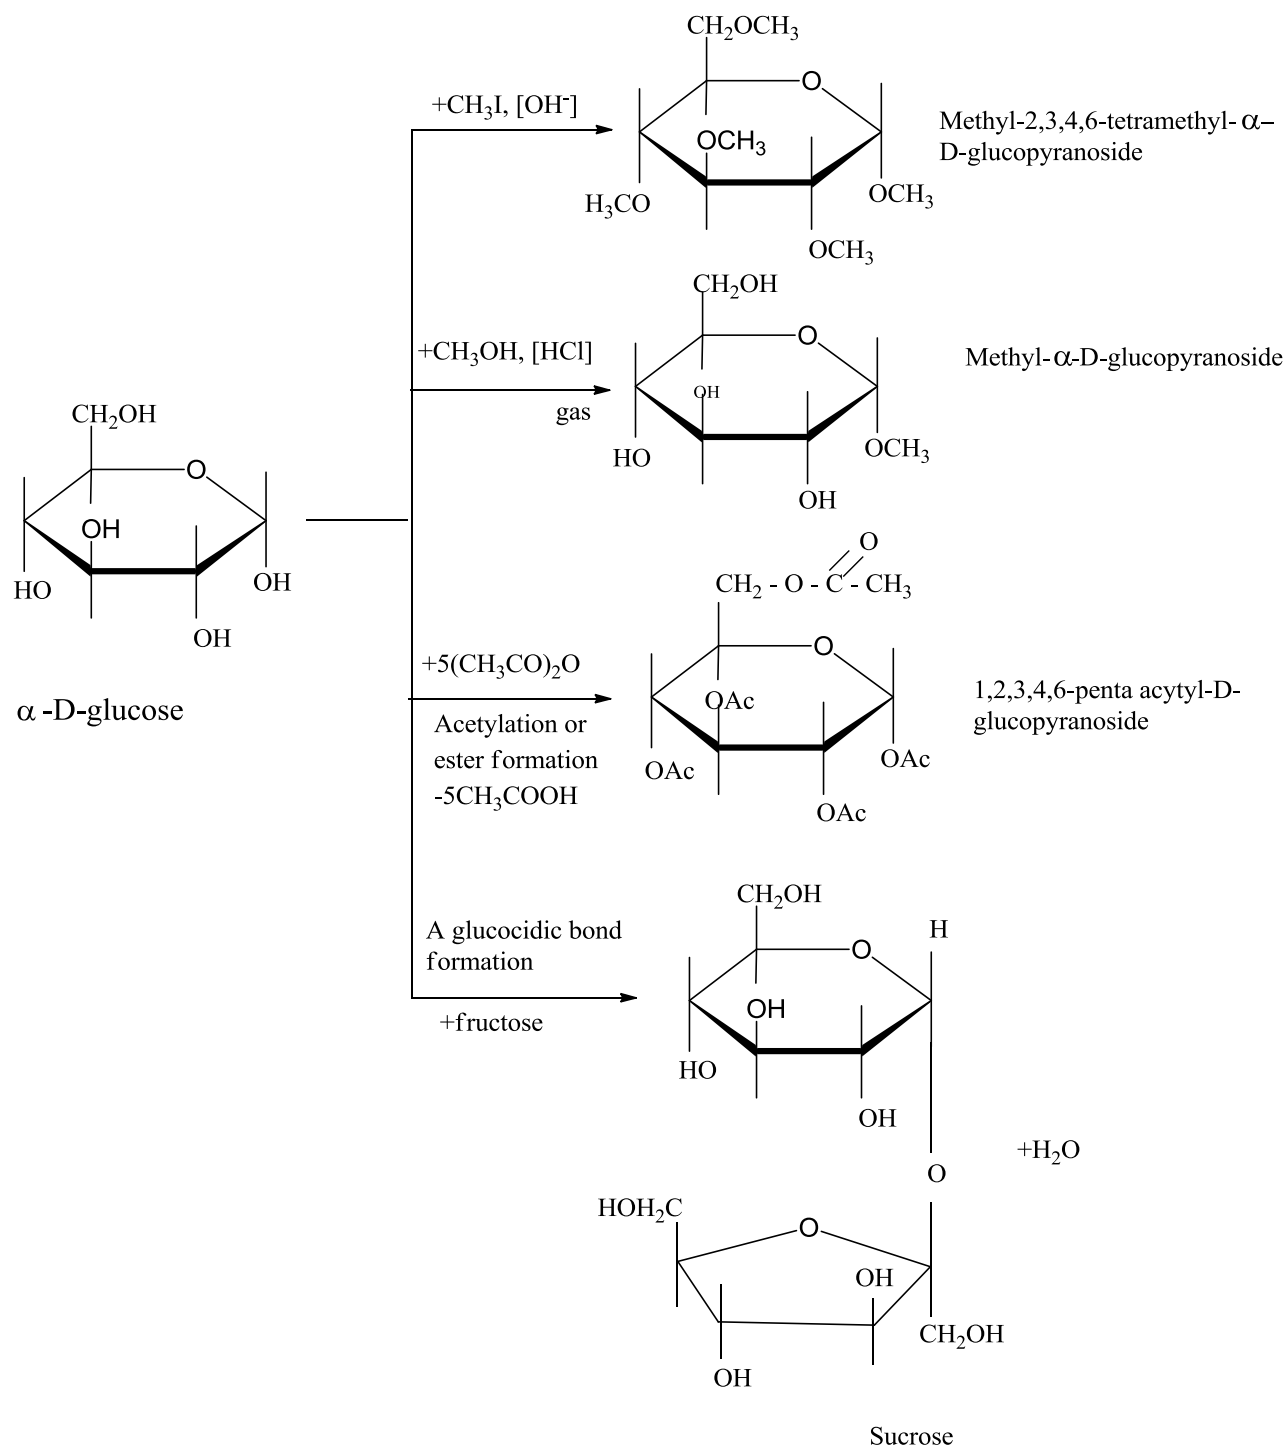 CH₂OCH₃
O
+CH₃I, [OH⁻]
OCH₃
H₃CO
OCH₃
OCH₃
Methyl-2,3,4,6-tetramethyl-α–
D-glucopyranoside
CH₂OH
O
+CH₃OH, [HCl]
gas
OH
HO
OCH₃
OH
Methyl-α-D-glucopyranoside
CH₂OH
O
OH
HO
OH
OH
α-D-glucose
O
CH₂ - O - C - CH₃
+5(CH₃CO)₂O
Acetylation or
ester formation
-5CH₃COOH
O
OAc
OAc
OAc
OAc
1,2,3,4,6-penta acytyl-D-
glucopyranoside
CH₂OH
H
A glucocidic bond
formation
+fructose
O
OH
HO
OH
+H₂O
O
HOH₂C
O
OH
CH₂OH
OH
Sucrose